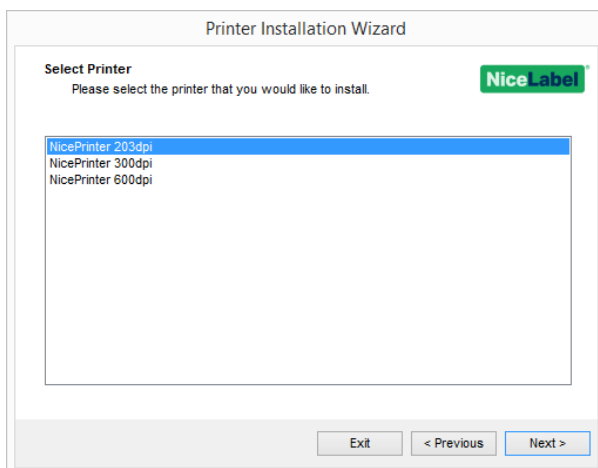 Printer Installation Wizard
Select Printer
Please select the printer that you would like to install.
NiceLabel
NicePrinter 203dpi
NicePrinter 300dpi
NicePrinter 600dpi
Exit
< Previous
Next >